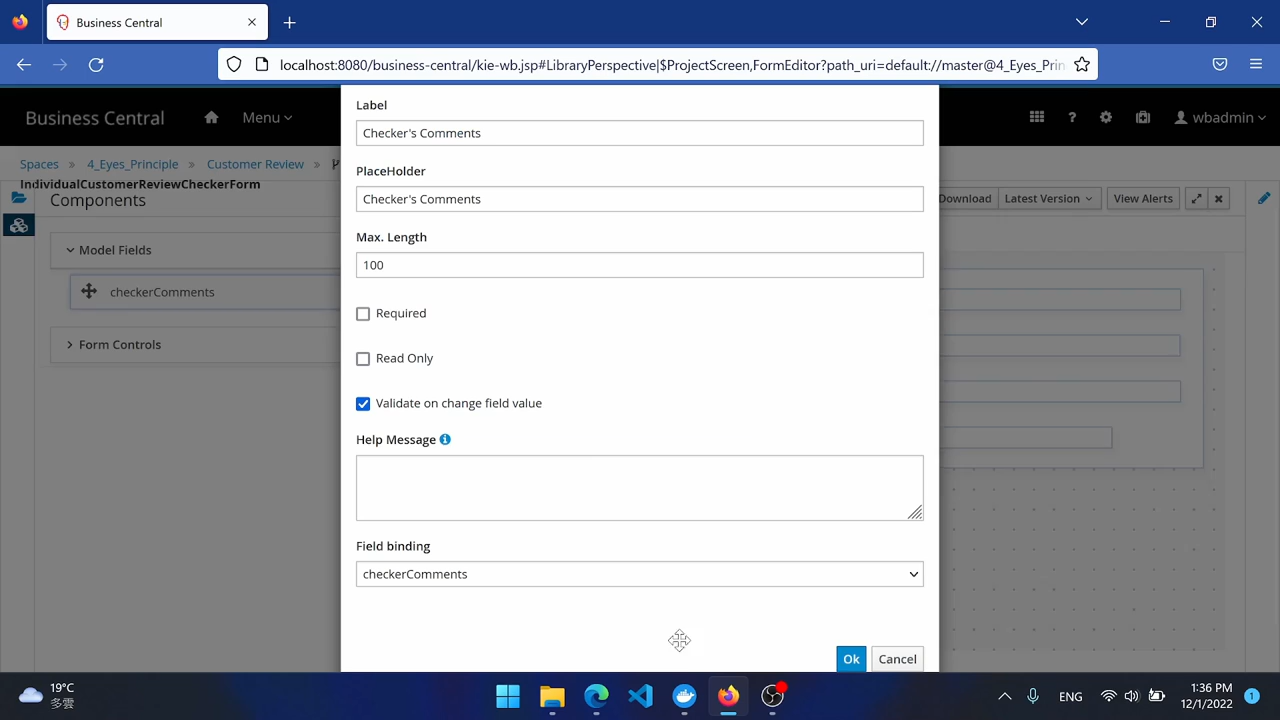 Business Central
localhost:8080/business-central/kie-wb.jsp#LibraryPerspective|$ProjectScreen,FormEditor?path_uri=default://master@4_Eyes_Prin
Business Central
Menu
wbadmin
Spaces » 4_Eyes_Principle » Customer Review »
IndividualCustomerReviewCheckerForm
Components
Download
Latest Version
View Alerts
Model Fields
checkerComments
Form Controls
Label
Checker's Comments
PlaceHolder
Checker's Comments
Max. Length
100
Required
Read Only
Validate on change field value
Help Message
Field binding
checkerComments
Ok
Cancel
19°C
多雲
ENG
1:36 PM
12/1/2022
1